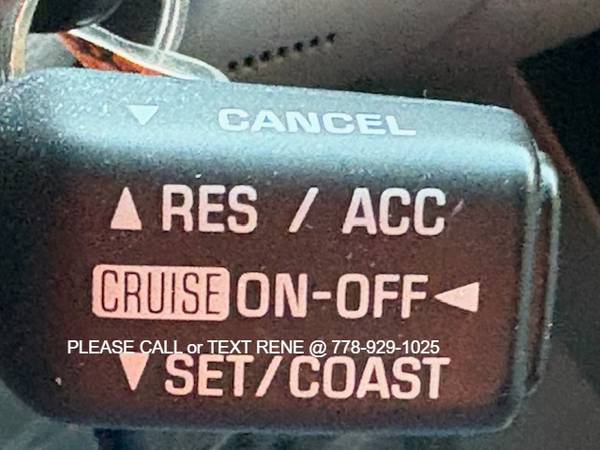 ▼ CANCEL
▲ RES / ACC
CRUISE ON-OFF ◀
PLEASE CALL or TEXT RENE @ 778-929-1025
▼ SET/COAST